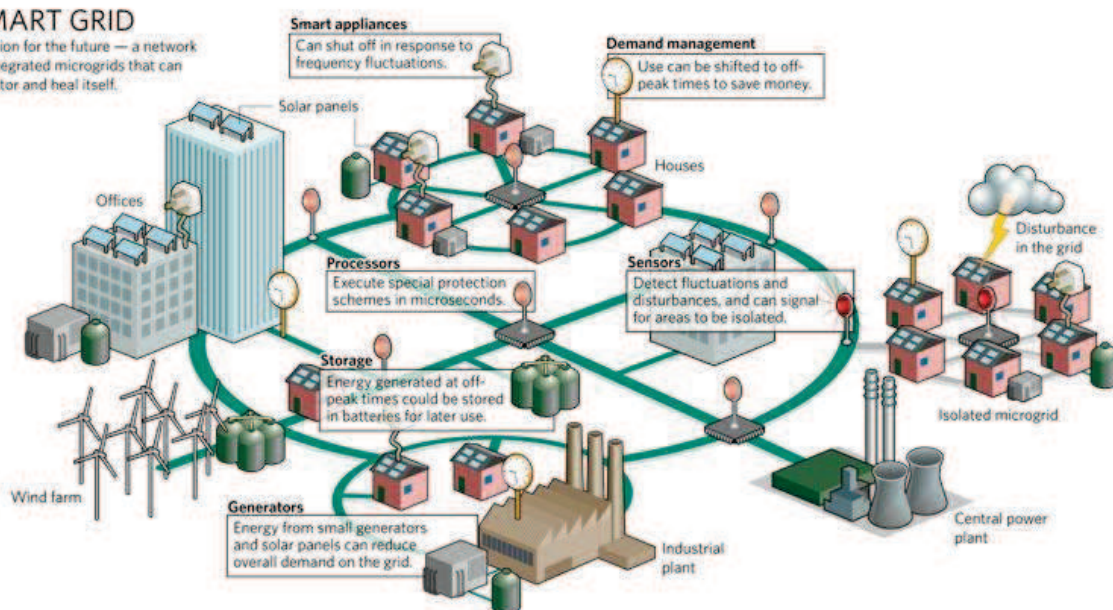 MART GRID
ion for the future — a network
egrated microgrids that can
tor and heal itself.
Smart appliances
Can shut off in response to
frequency fluctuations.
Demand management
Use can be shifted to off-
peak times to save money.
Solar panels
Houses
Offices
Disturbance
in the grid
Processors
Execute special protection
schemes in microseconds.
Sensors
Detect fluctuations and
disturbances, and can signal
for areas to be isolated.
Storage
Energy generated at off-
peak times could be stored
in batteries for later use.
Isolated microgrid
Wind farm
Generators
Energy from small generators
and solar panels can reduce
overall demand on the grid.
Industrial
plant
Central power
plant